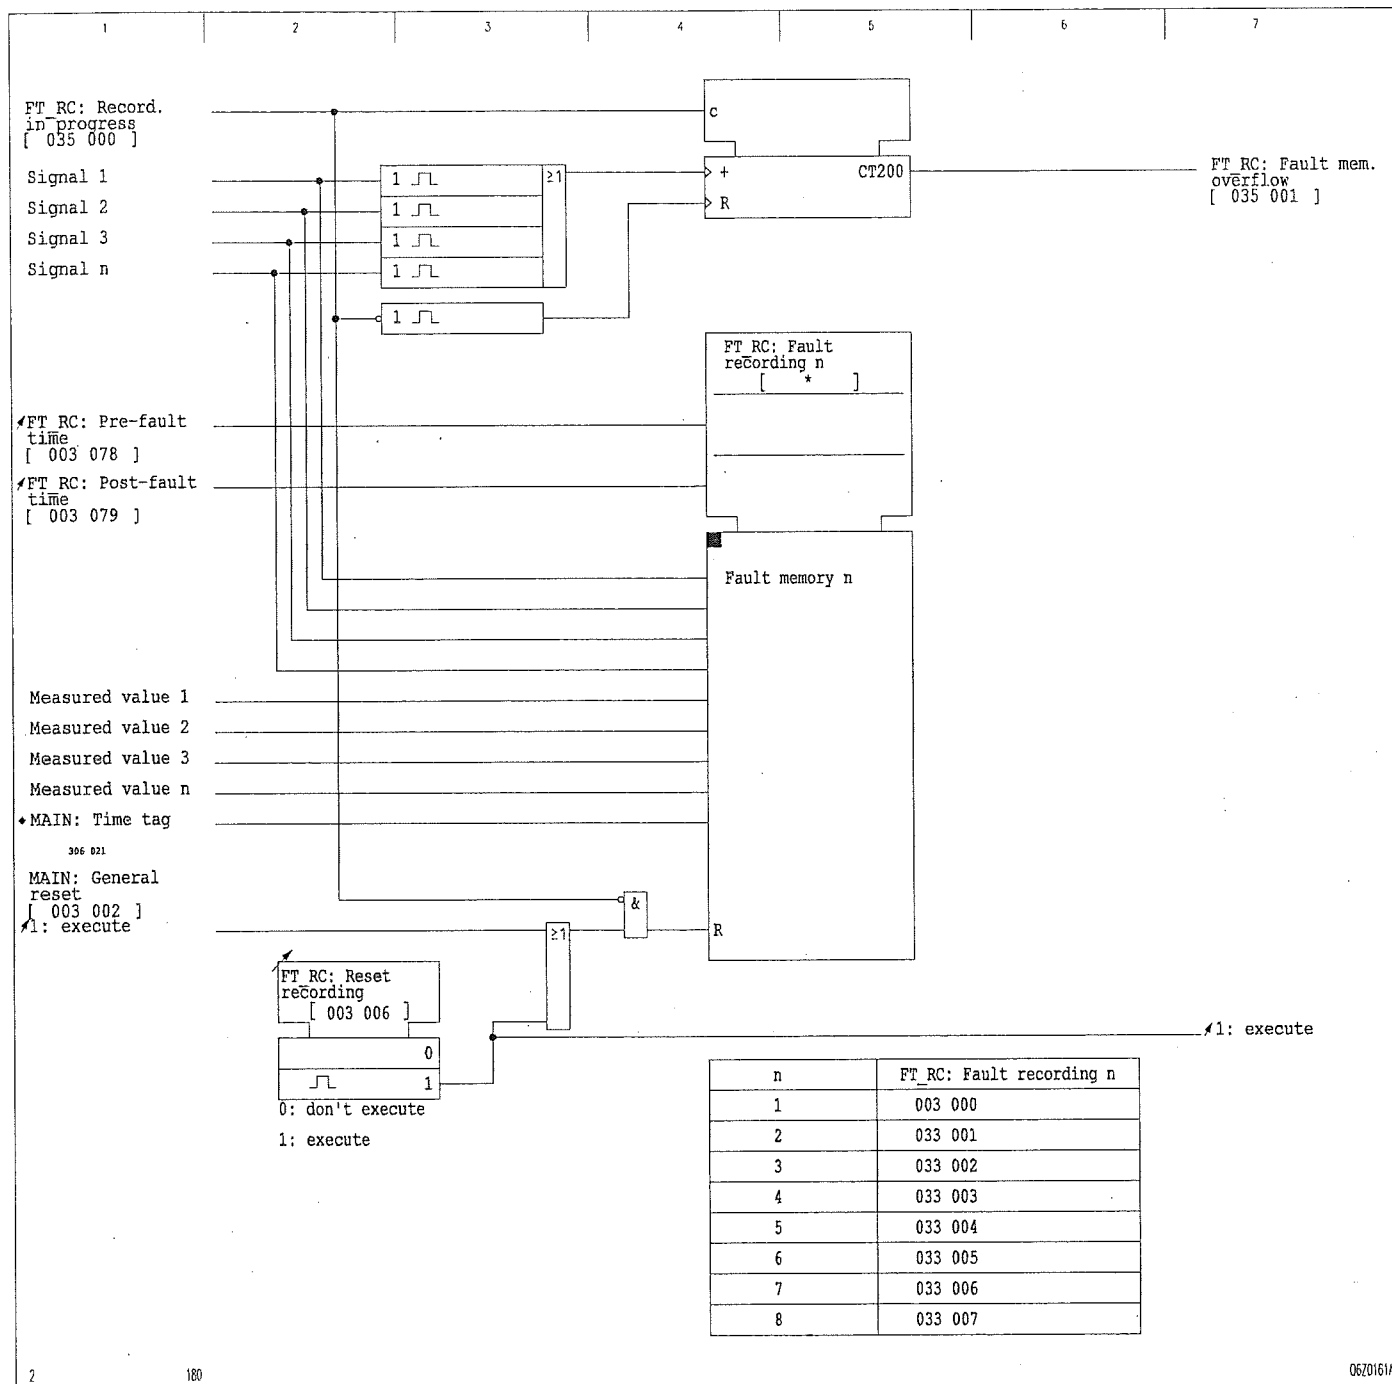 1 2 3 4 5 6 7
FT_RC: Record.
in progress
[ 035 000 ]
C
Signal 1
1
≥1
+
CT200
FT_RC: Fault mem.
overflow
[ 035 001 ]
Signal 2
1
R
Signal 3
1
Signal n
1
1
FT_RC: Fault
recording n
[ * ]
FT_RC: Pre-fault
time
[ 003 078 ]
FT_RC: Post-fault
time
[ 003 079 ]
Fault memory n
Measured value 1
Measured value 2
Measured value 3
Measured value n
MAIN: Time tag
306 021
MAIN: General
reset
[ 003 002 ]
1: execute
&
≥1
R
FT_RC: Reset
recording
[ 003 006 ]
0
1
0: don't execute
1: execute
1: execute
n FT_RC: Fault recording n
1 003 000
2 033 001
3 033 002
4 033 003
5 033 004
6 033 005
7 033 006
8 033 007
2 180